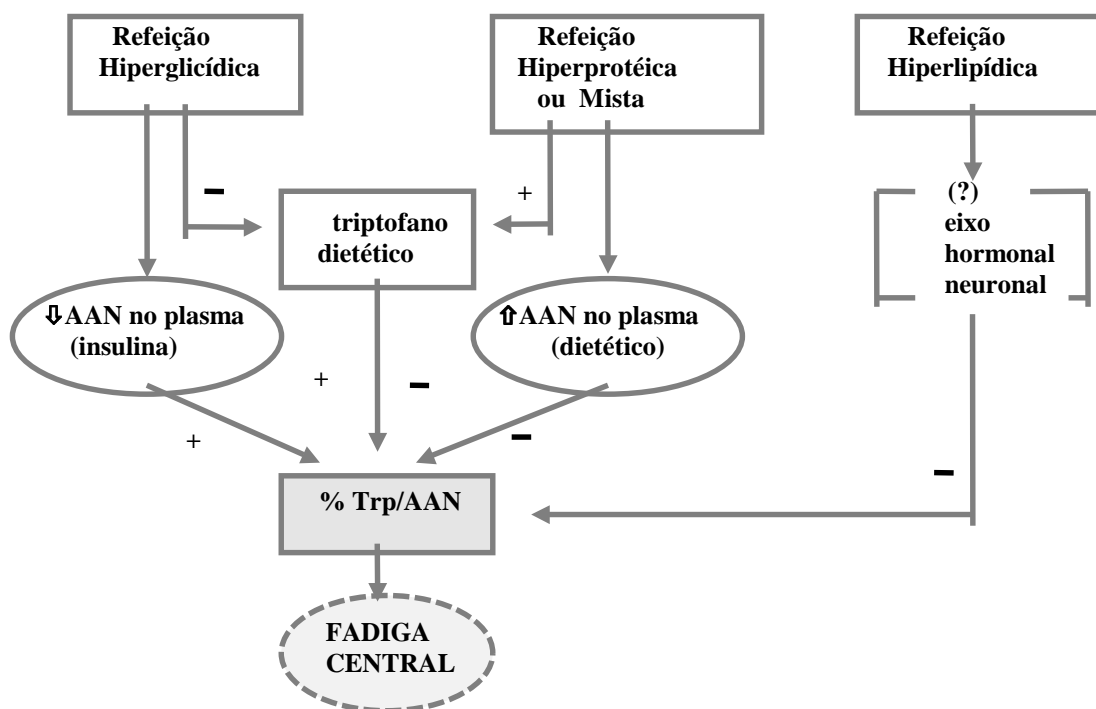 Refeição
Hiperglicídica
Refeição
Hiperprotéica
ou Mista
Refeição
Hiperlipídica
−
+
triptofano
dietético
(?)
eixo
hormonal
neuronal
⇩AAN no plasma
(insulina)
⇧AAN no plasma
(dietético)
+
−
+
−
−
% Trp/AAN
FADIGA
CENTRAL